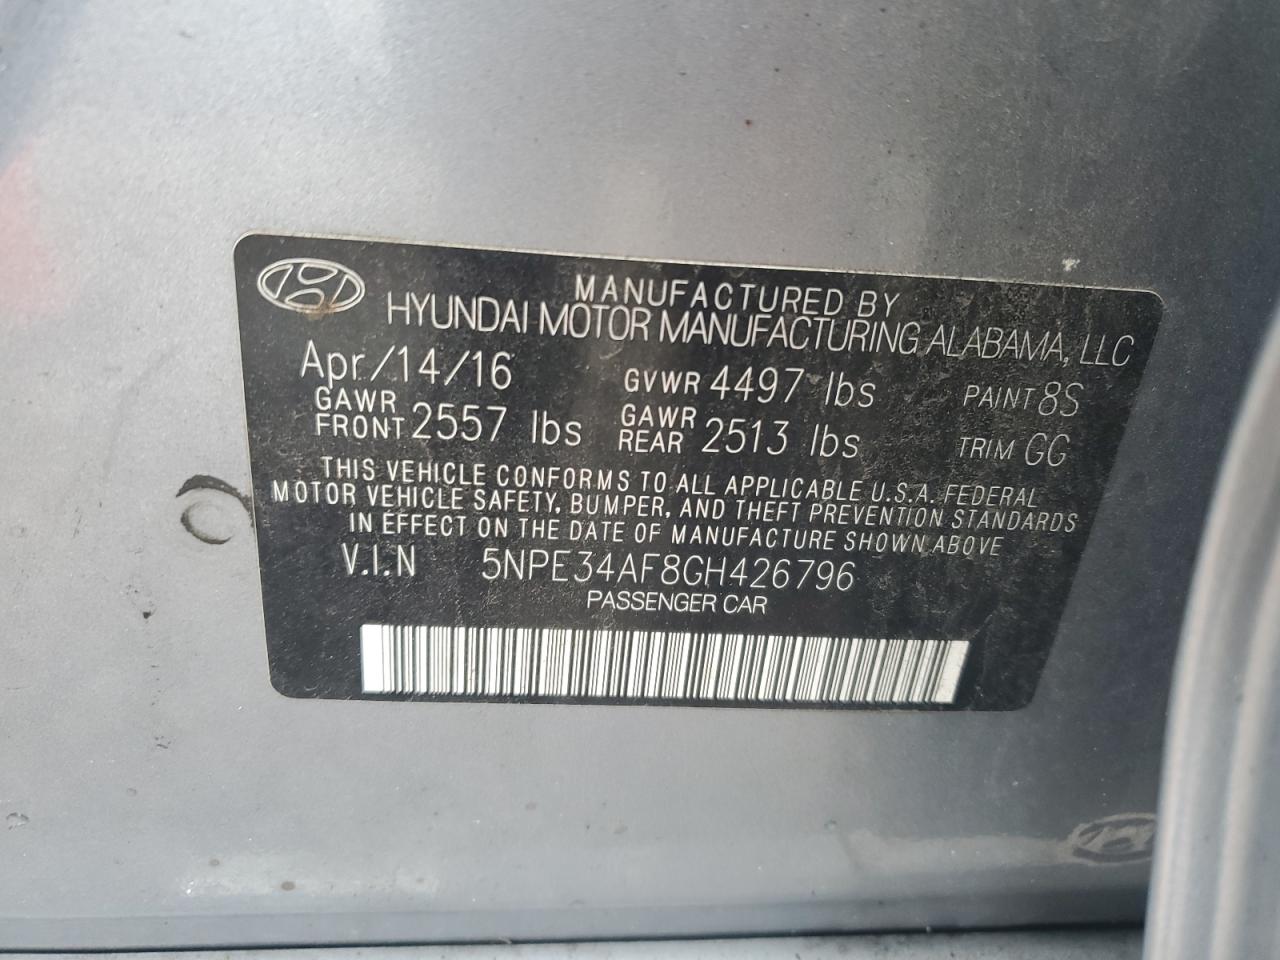 MANUFACTURED BY
HYUNDAI MOTOR MANUFACTURING ALABAMA, LLC
Apr/14/16 GVWR 4497 lbs PAINT 8S
GAWR FRONT 2557 lbs GAWR REAR 2513 lbs TRIM GG
THIS VEHICLE CONFORMS TO ALL APPLICABLE U.S.A. FEDERAL
MOTOR VEHICLE SAFETY, BUMPER, AND THEFT PREVENTION STANDARDS
IN EFFECT ON THE DATE OF MANUFACTURE SHOWN ABOVE
V.I.N 5NPE34AF8GH426796
PASSENGER CAR